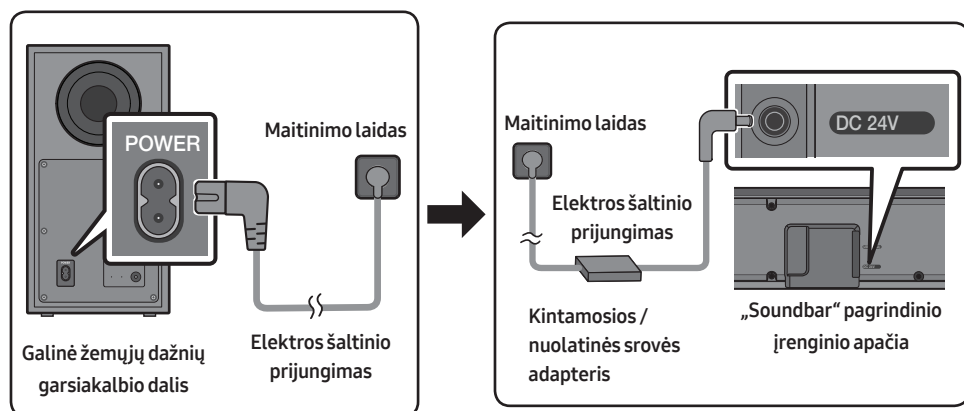 POWER
Maitinimo laidas
Galinė žemųjų dažnių
garsiakalbio dalis
Elektros šaltinio
prijungimas
Maitinimo laidas
DC 24V
Elektros šaltinio
prijungimas
Kintamosios /
nuolatinės srovės
adapteris
„Soundbar“ pagrindinio
įrenginio apačia